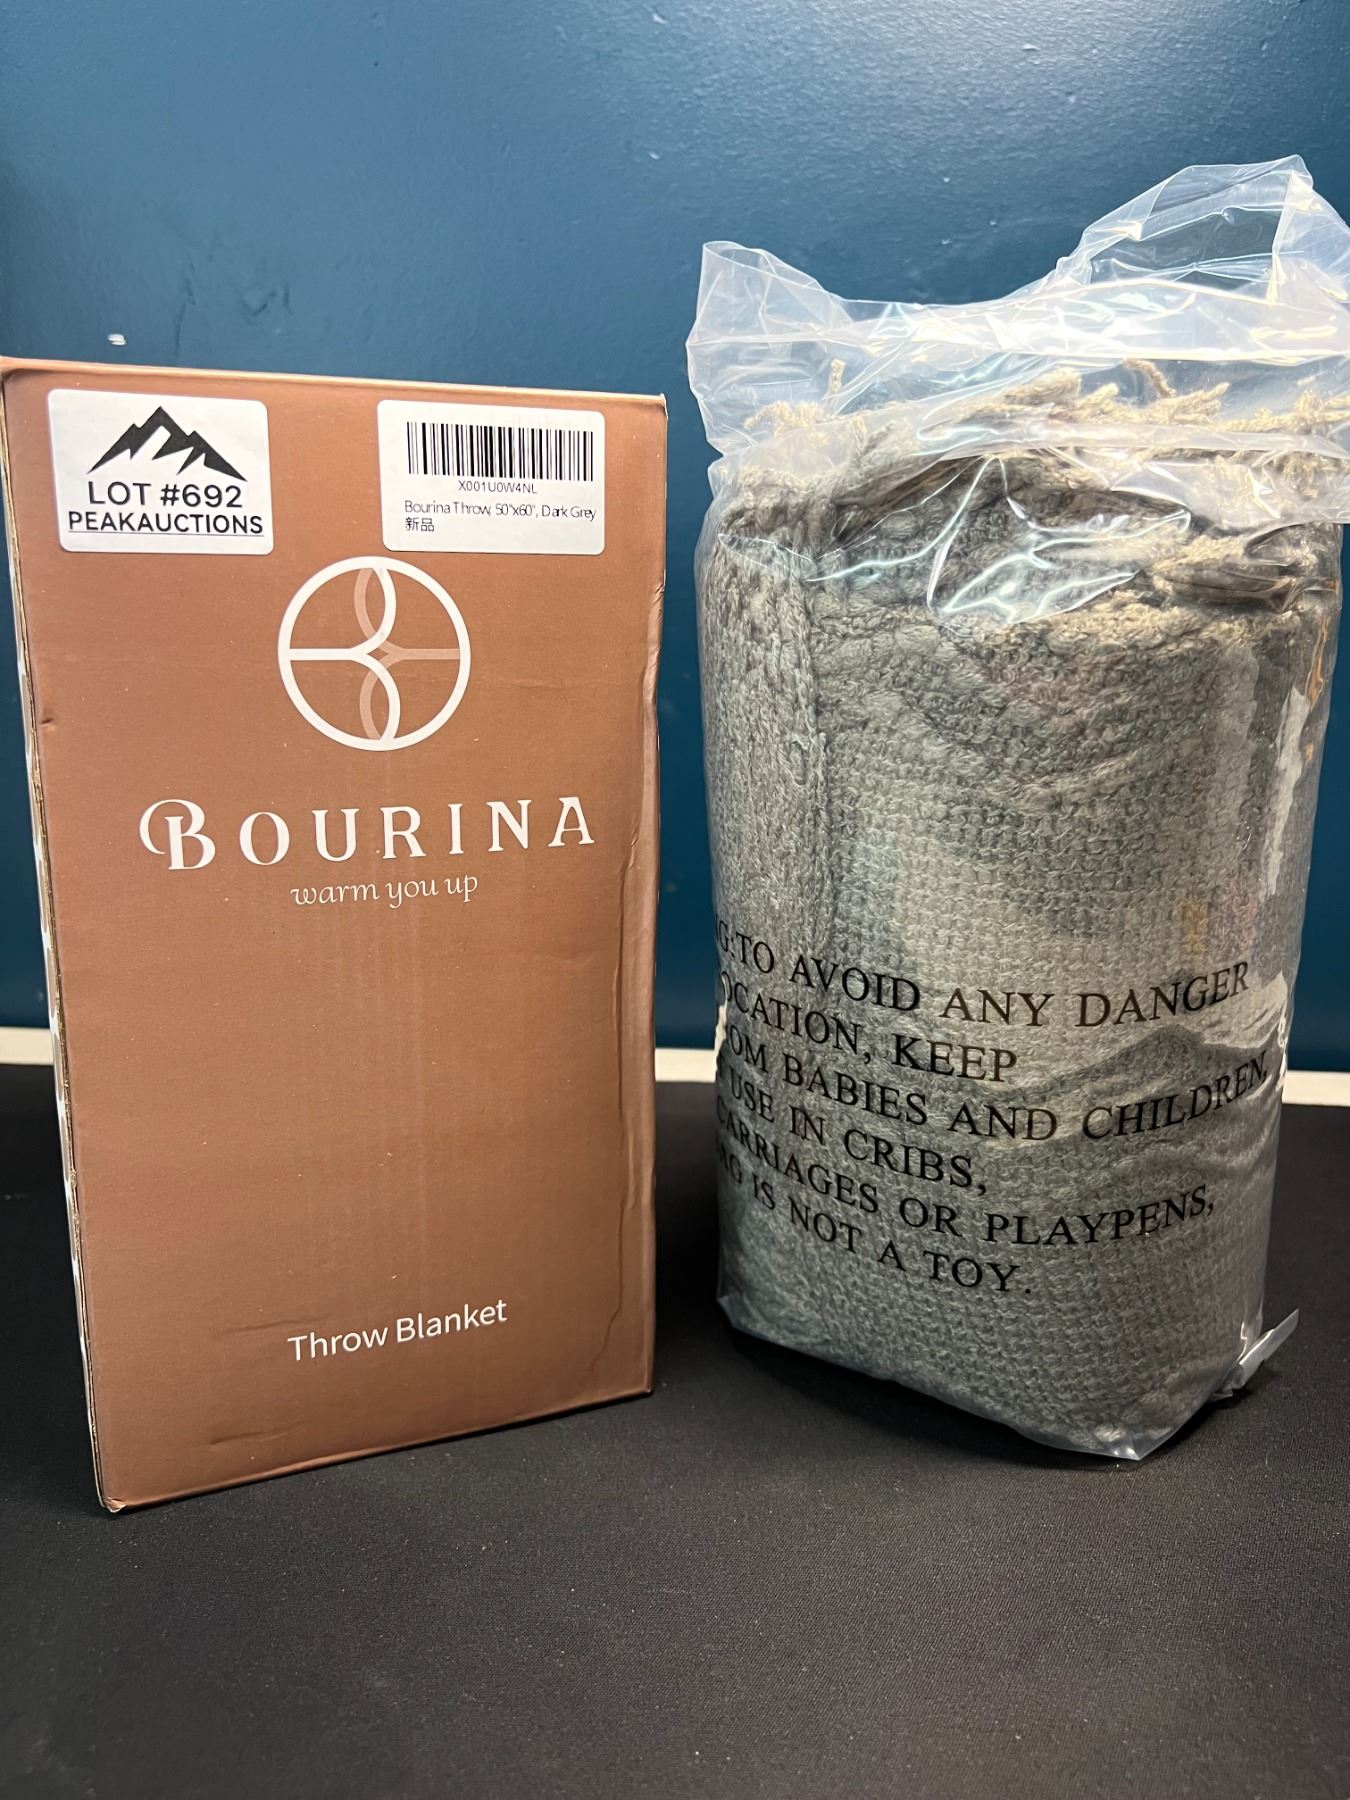 LOT #692
PEAKAUCTIONS
X001U0W4NL
Bourina Throw, 50"x60", Dark Grey
新品
BOURINA
warm you up
Throw Blanket
G:TO AVOID ANY DANGER
OCATION, KEEP
OM BABIES AND CHILDREN,
USE IN CRIBS,
CARRIAGES OR PLAYPENS,
AG IS NOT A TOY.